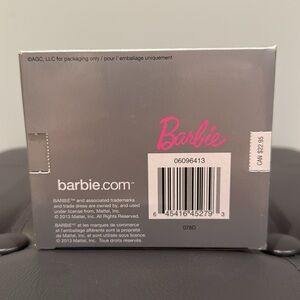 ©AGC, LLC for packaging only / pour l'emballage uniquement
Barbie
06096413
CAN $22.95
6 45416 45279 3
078D
barbie.com™
BARBIE™ and associated trademarks
and trade dress are owned by, and used
under license from, Mattel, Inc.
© 2013 Mattel, Inc. All Rights Reserved.
BARBIE™ et les marques de commerce
et l'emballage afférents sont la propriété
de Mattel, Inc. et sont utilisés sous licence.
© 2013 Mattel, Inc. Tous droits réservés.